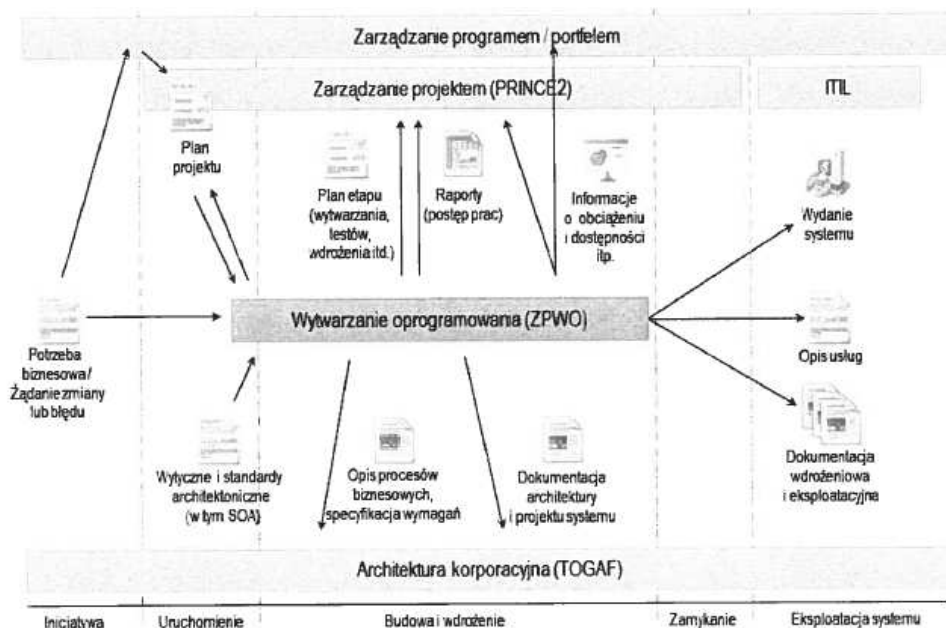 Zarządzanie programem / portfelem
Zarządzanie projektem (PRINCE2)
ITIL
Plan
projektu
Plan etapu
(wytwarzania,
testów,
wdrożenia itd.)
Raporty
(postęp prac)
Informacje
o obciążeniu
i dostępności
itp.
Wydanie
systemu
Wytwarzanie oprogramowania (ZPWO)
Potrzeba
biznesowa /
Żądanie zmiany
lub błędu
Opis usług
Wytyczne i standardy
architektoniczne
(w tym SOA)
Opis procesów
biznesowych,
specyfikacja wymagań
Dokumentacja
architektury
i projektu systemu
Dokumentacja
wdrożeniowa
i eksploatacyjna
Architektura korporacyjna (TOGAF)
Inicjatywa
Uruchomienie
Budowa i wdrożenie
Zamykanie
Eksploatacja systemu